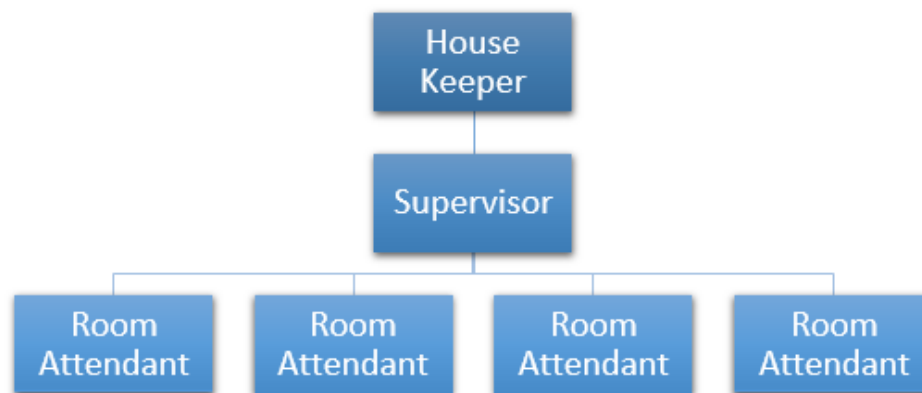 House
Keeper
Supervisor
Room
Attendant
Room
Attendant
Room
Attendant
Room
Attendant